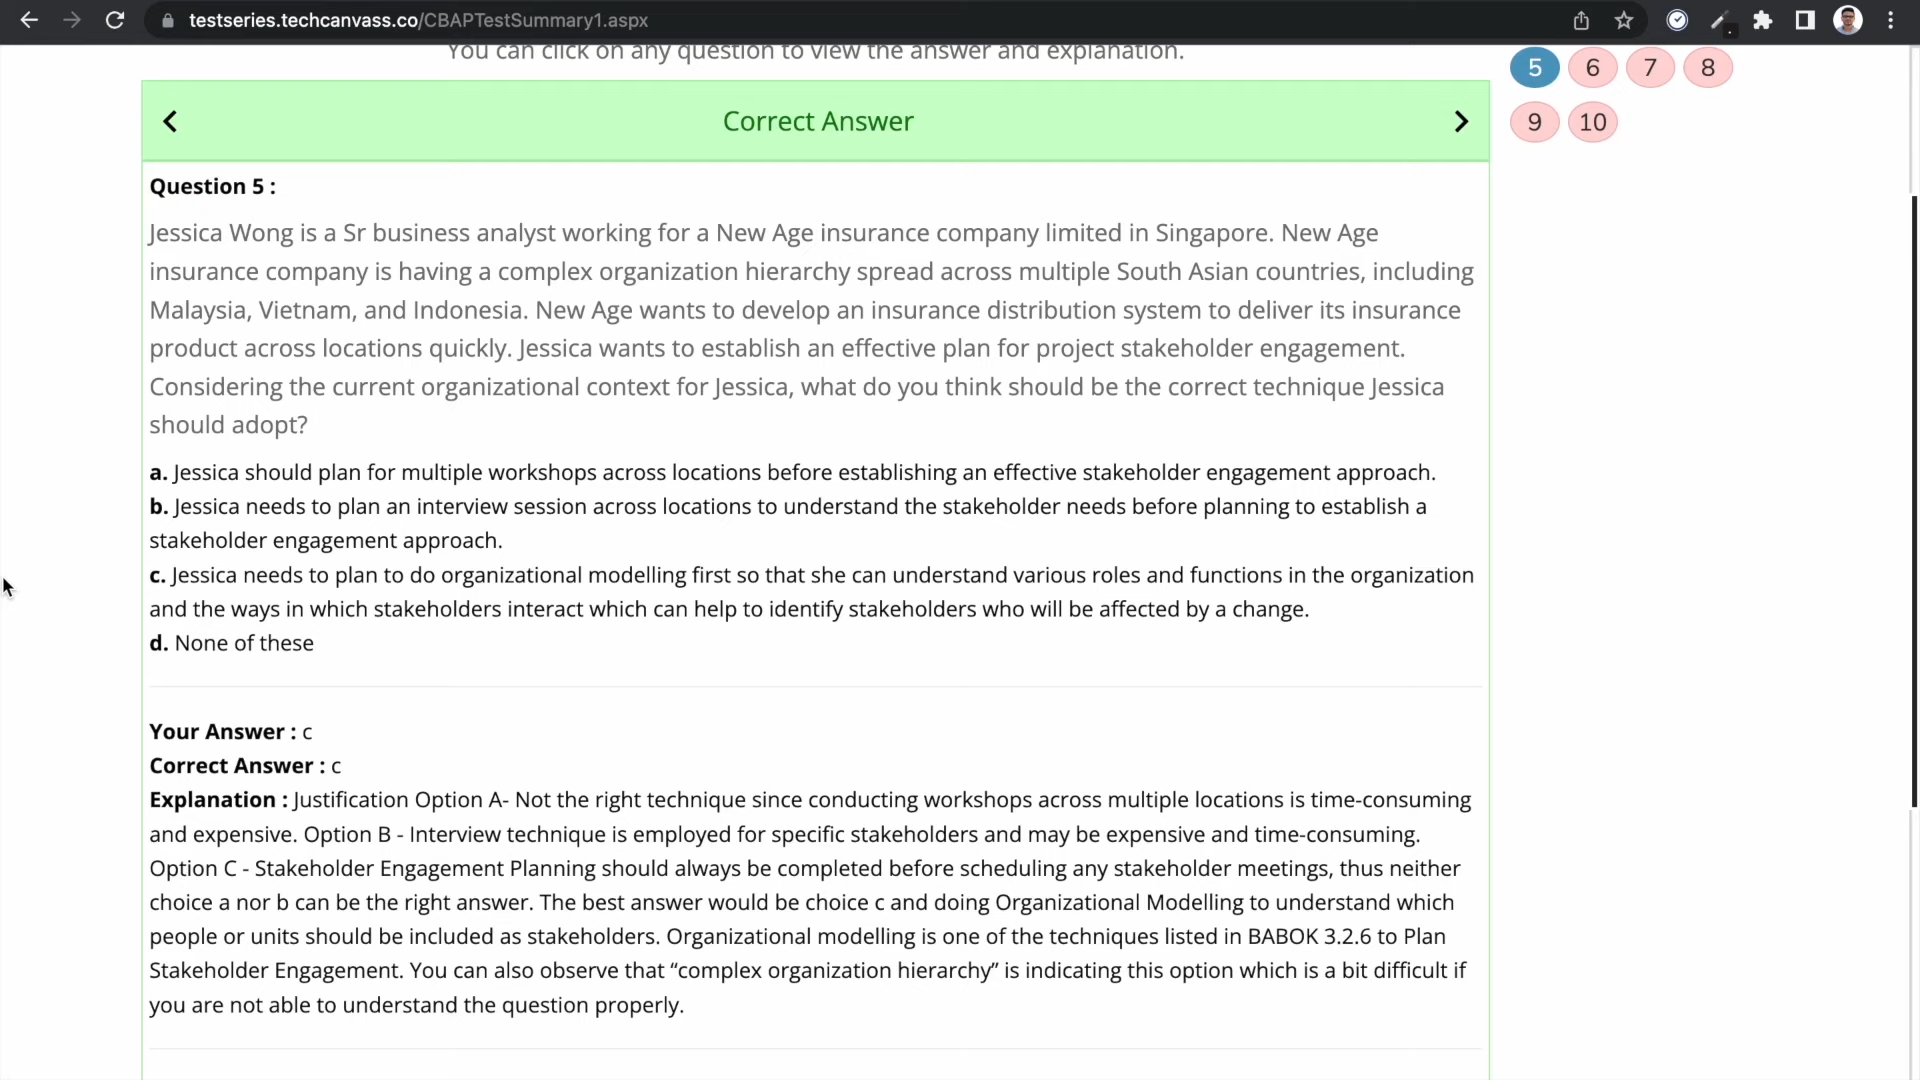 testseries.techcanvass.co/CBAPTestSummary1.aspx
You can click on any question to view the answer and explanation.
5 6 7 8
Correct Answer
9 10
Question 5 :
Jessica Wong is a Sr business analyst working for a New Age insurance company limited in Singapore. New Age
insurance company is having a complex organization hierarchy spread across multiple South Asian countries, including
Malaysia, Vietnam, and Indonesia. New Age wants to develop an insurance distribution system to deliver its insurance
product across locations quickly. Jessica wants to establish an effective plan for project stakeholder engagement.
Considering the current organizational context for Jessica, what do you think should be the correct technique Jessica
should adopt?
a. Jessica should plan for multiple workshops across locations before establishing an effective stakeholder engagement approach.
b. Jessica needs to plan an interview session across locations to understand the stakeholder needs before planning to establish a
stakeholder engagement approach.
c. Jessica needs to plan to do organizational modelling first so that she can understand various roles and functions in the organization
and the ways in which stakeholders interact which can help to identify stakeholders who will be affected by a change.
d. None of these
Your Answer : c
Correct Answer : c
Explanation : Justification Option A- Not the right technique since conducting workshops across multiple locations is time-consuming
and expensive. Option B - Interview technique is employed for specific stakeholders and may be expensive and time-consuming.
Option C - Stakeholder Engagement Planning should always be completed before scheduling any stakeholder meetings, thus neither
choice a nor b can be the right answer. The best answer would be choice c and doing Organizational Modelling to understand which
people or units should be included as stakeholders. Organizational modelling is one of the techniques listed in BABOK 3.2.6 to Plan
Stakeholder Engagement. You can also observe that “complex organization hierarchy” is indicating this option which is a bit difficult if
you are not able to understand the question properly.